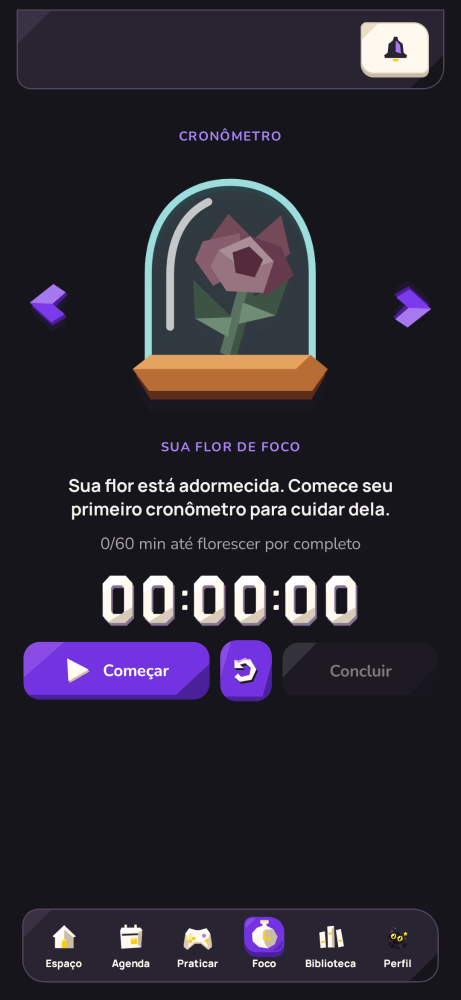 CRONÔMETRO
SUA FLOR DE FOCO
Sua flor está adormecida. Comece seu
primeiro cronômetro para cuidar dela.
0/60 min até florescer por completo
00:00:00
Começar
Concluir
Espaço
Agenda
Praticar
Foco
Biblioteca
Perfil